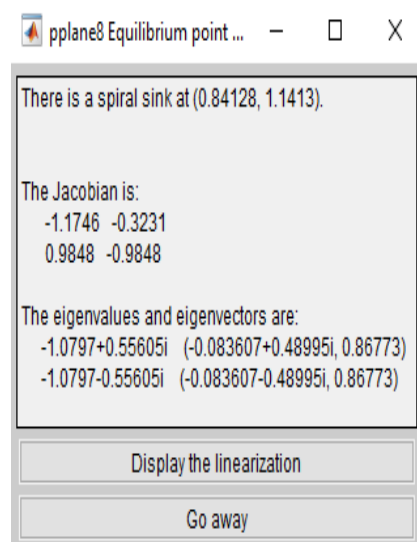 pplane8 Equilibrium point ...
There is a spiral sink at (0.84128, 1.1413).
The Jacobian is:
-1.1746 -0.3231
0.9848 -0.9848
The eigenvalues and eigenvectors are:
-1.0797+0.55605i (-0.083607+0.48995i, 0.86773)
-1.0797-0.55605i (-0.083607-0.48995i, 0.86773)
Display the linearization
Go away